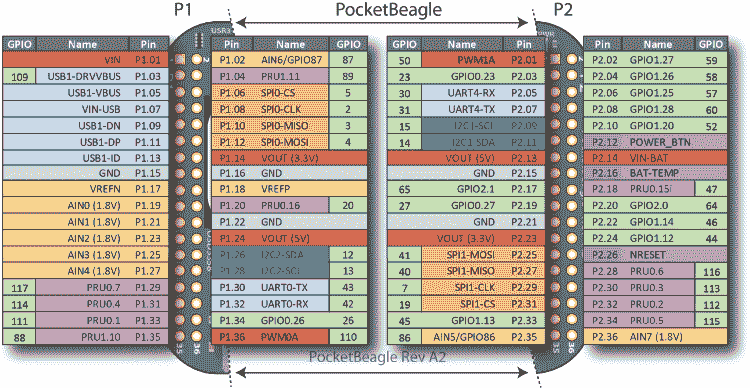 P1 PocketBeagle P2
GPIO Name Pin Pin Name GPIO GPIO Name Pin Pin Name GPIO
VIN P1.01 P1.02 AIN6/GPIO87 87 50 PWM1A P2.01 P2.02 GPIO1.27 59
109 USB1-DRVVBUS P1.03 P1.04 PRU1.11 89 23 GPIO0.23 P2.03 P2.04 GPIO1.26 58
USB1-VBUS P1.05 P1.06 SPI0-CS 5 30 UART4-RX P2.05 P2.06 GPIO1.25 57
VIN-USB P1.07 P1.08 SPI0-CLK 2 31 UART4-TX P2.07 P2.08 GPIO1.28 60
USB1-DN P1.09 P1.10 SPI0-MISO 3 15 I2C1-SCL P2.09 P2.10 GPIO1.20 52
USB1-DP P1.11 P1.12 SPI0-MOSI 4 14 I2C1-SDA P2.11 P2.12 POWER_BTN
USB1-ID P1.13 P1.14 VOUT (3.3V) VOUT (5V) P2.13 P2.14 VIN-BAT
GND P1.15 P1.16 GND GND P2.15 P2.16 BAT-TEMP
VREFN P1.17 P1.18 VREFP 65 GPIO2.1 P2.17 P2.18 PRU0.15i 47
AIN0 (1.8V) P1.19 P1.20 PRU0.16 20 27 GPIO0.27 P2.19 P2.20 GPIO2.0 64
AIN1 (1.8V) P1.21 P1.22 GND GND P2.21 P2.22 GPIO1.14 46
AIN2 (1.8V) P1.23 P1.24 VOUT (5V) VOUT (3.3V) P2.23 P2.24 GPIO1.12 44
AIN3 (1.8V) P1.25 P1.26 I2C2-SDA 12 41 SPI1-MOSI P2.25 P2.26 NRESET
AIN4 (1.8V) P1.27 P1.28 I2C2-SCL 13 40 SPI1-MISO P2.27 P2.28 PRU0.6 116
117 PRU0.7 P1.29 P1.30 UART0-TX 43 7 SPI1-CLK P2.29 P2.30 PRU0.3 113
114 PRU0.4 P1.31 P1.32 UART0-RX 42 19 SPI1-CS P2.31 P2.32 PRU0.2 112
111 PRU0.1 P1.33 P1.34 GPIO0.26 26 45 GPIO1.13 P2.33 P2.34 PRU0.5 115
88 PRU1.10 P1.35 P1.36 PWM0A 110 86 AIN5/GPIO86 P2.35 P2.36 AIN7 (1.8V)
PocketBeagle Rev A2